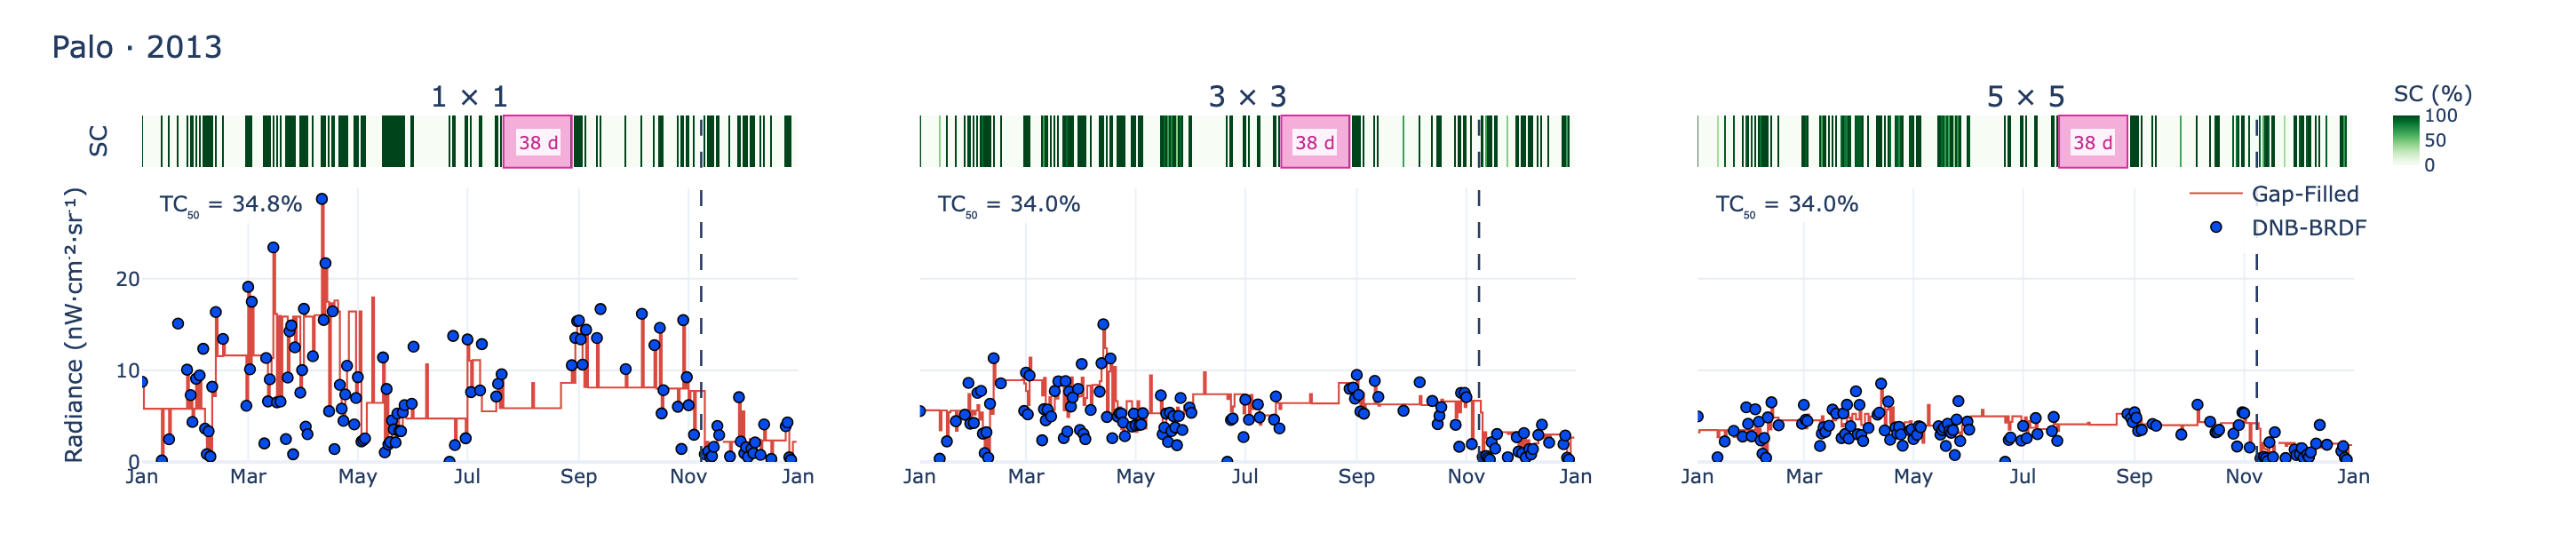 Palo · 2013
1 × 1
3 × 3
5 × 5
SC (%)
100
50
0
SC
38 d
38 d
38 d
TC₅₀ = 34.8%
TC₅₀ = 34.0%
TC₅₀ = 34.0%
Gap-Filled
DNB-BRDF
Radiance (nW·cm⁻²·sr⁻¹)
20
10
0
Jan Mar May Jul Sep Nov Jan
Jan Mar May Jul Sep Nov Jan
Jan Mar May Jul Sep Nov Jan